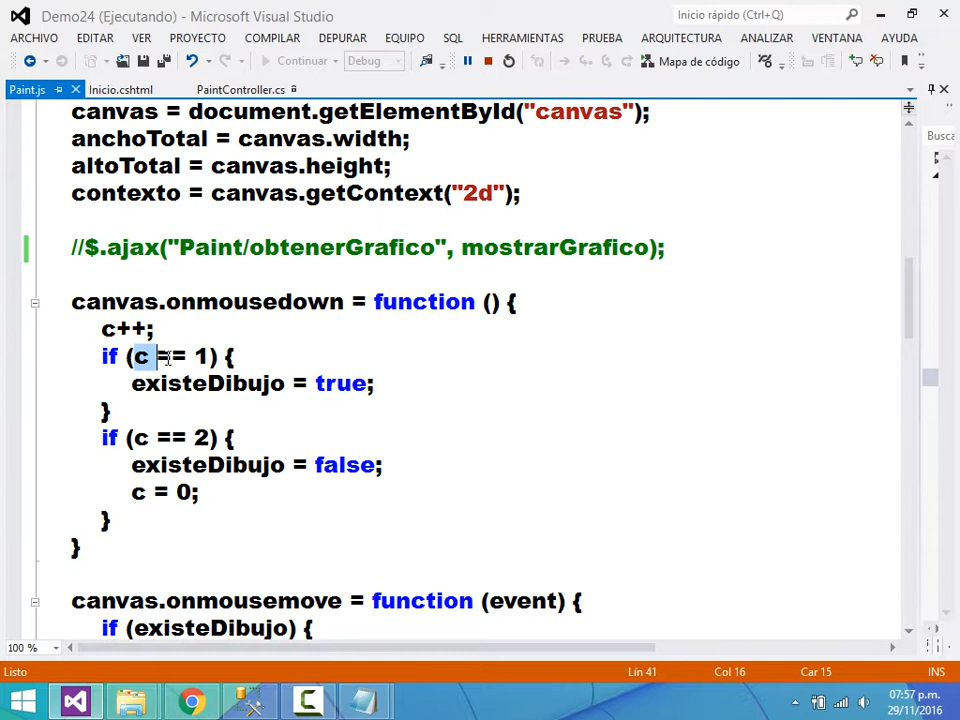 Demo24 (Ejecutando) - Microsoft Visual Studio
Inicio rápido (Ctrl+Q)
ARCHIVO EDITAR VER PROYECTO COMPILAR DEPURAR EQUIPO SQL HERRAMIENTAS PRUEBA ARQUITECTURA ANALIZAR VENTANA AYUDA
Continuar Debug Mapa de código
Paint.js Inicio.cshtml PaintController.cs
canvas = document.getElementById("canvas");
anchoTotal = canvas.width;
altoTotal = canvas.height;
contexto = canvas.getContext("2d");
//$.ajax("Paint/obtenerGrafico", mostrarGrafico);
canvas.onmousedown = function () {
c++;
if (c == 1) {
existeDibujo = true;
}
if (c == 2) {
existeDibujo = false;
c = 0;
}
}
canvas.onmousemove = function (event) {
if (existeDibujo) {
Busca
100 %
Listo Lín 41 Col 16 Car 15 INS
07:57 p.m.
29/11/2016